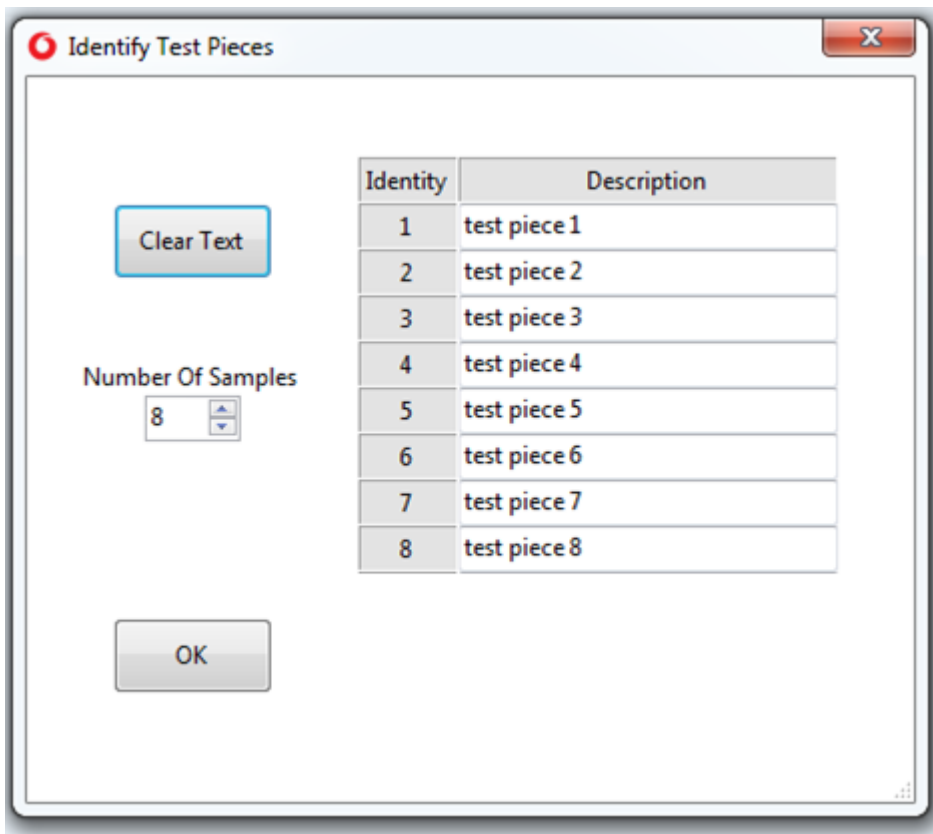 Identify Test Pieces
Identity Description
Clear Text
1 test piece 1
2 test piece 2
3 test piece 3
Number Of Samples
8
4 test piece 4
5 test piece 5
6 test piece 6
7 test piece 7
8 test piece 8
OK